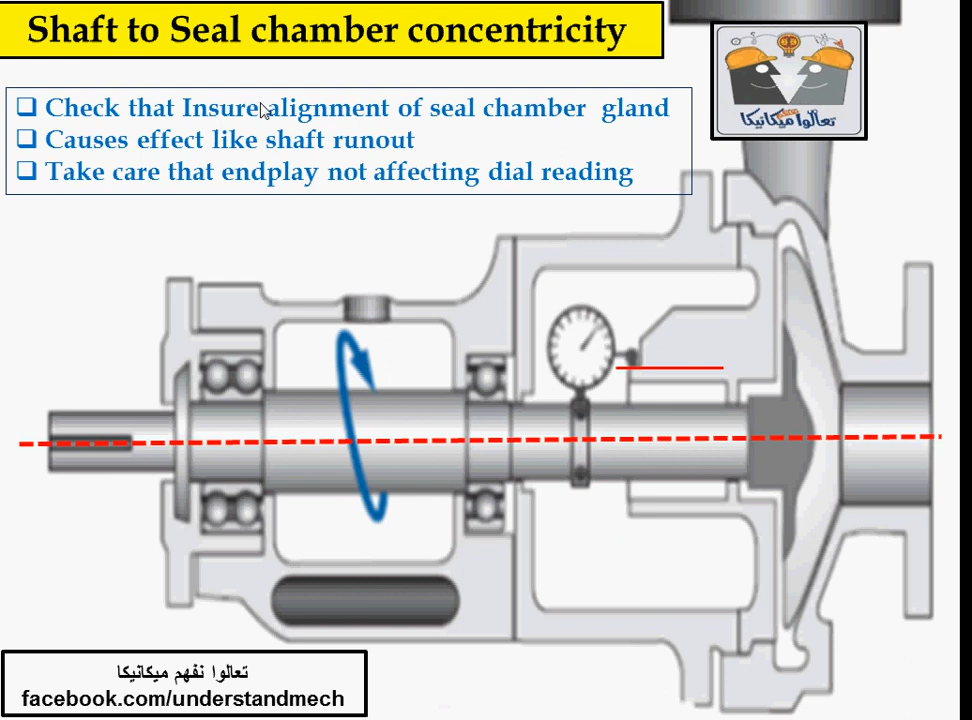 Shaft to Seal chamber concentricity
❑ Check that Insure alignment of seal chamber gland
❑ Causes effect like shaft runout
❑ Take care that endplay not affecting dial reading
تعالوا نفهم ميكانيكا
تعالوا نفهم ميكانيكا
facebook.com/understandmech